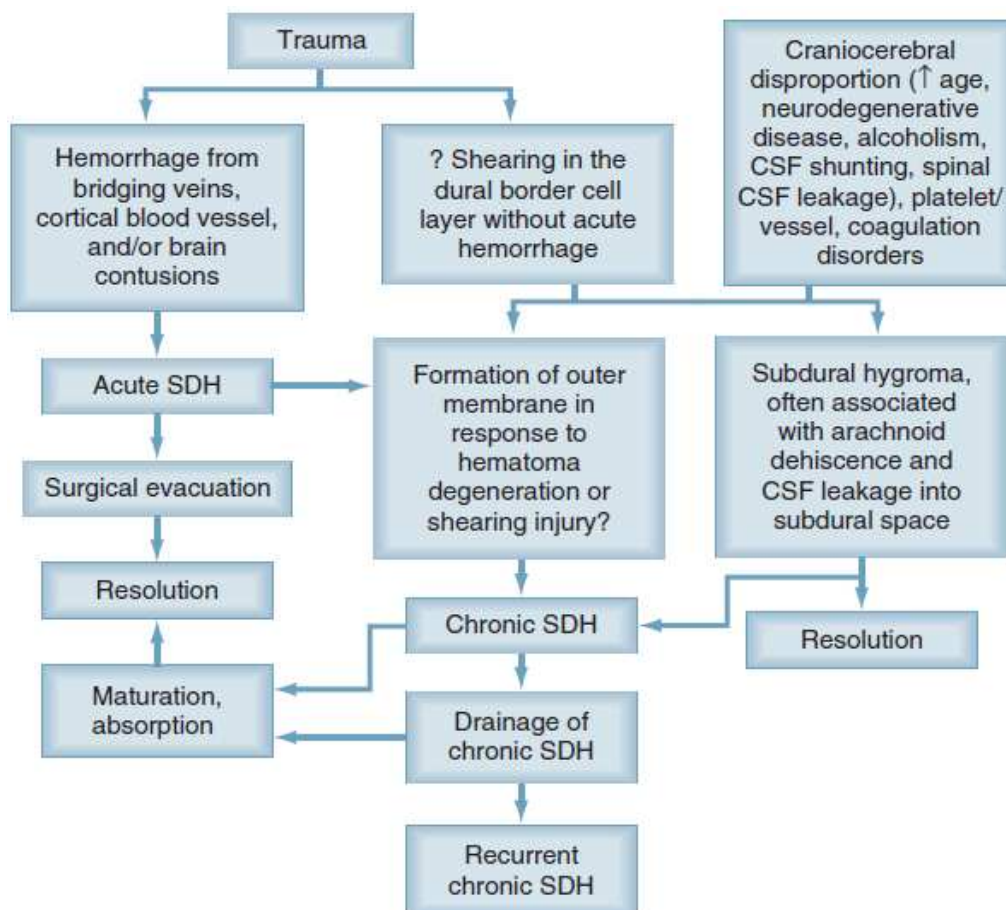 Trauma
Craniocerebral
disproportion (↑ age,
neurodegenerative
disease, alcoholism,
CSF shunting, spinal
CSF leakage), platelet/
vessel, coagulation
disorders
Hemorrhage from
bridging veins,
cortical blood vessel,
and/or brain
contusions
? Shearing in the
dural border cell
layer without acute
hemorrhage
Acute SDH
Formation of outer
membrane in
response to
hematoma
degeneration or
shearing injury?
Subdural hygroma,
often associated
with arachnoid
dehiscence and
CSF leakage into
subdural space
Surgical evacuation
Resolution
Chronic SDH
Resolution
Maturation,
absorption
Drainage of
chronic SDH
Recurrent
chronic SDH